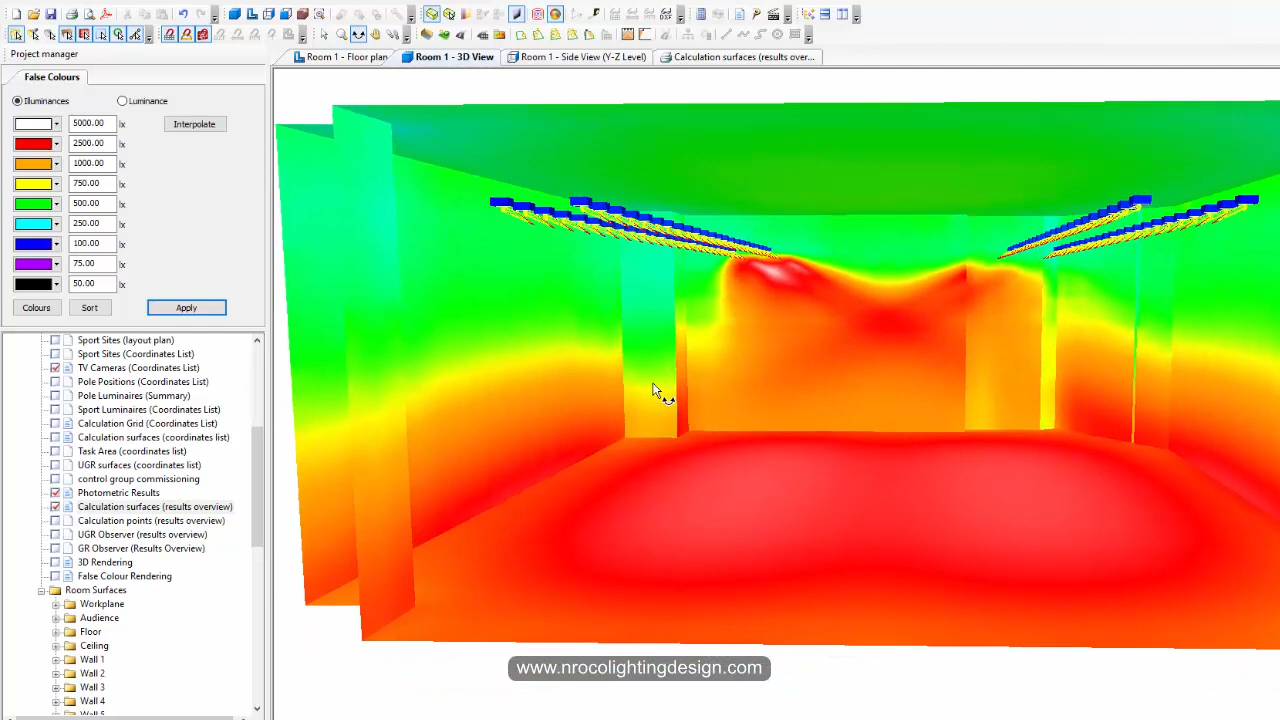 Room 1 - Floor plan
Room 1 - 3D View
Room 1 - Side View (Y-Z Level)
Calculation surfaces (results over...
Project manager
False Colours
Illuminances
Luminance
5000.00 lx
Interpolate
2500.00 lx
1000.00 lx
750.00 lx
500.00 lx
250.00 lx
100.00 lx
75.00 lx
50.00 lx
Colours
Sort
Apply
Sport Sites (layout plan)
Sport Sites (Coordinates List)
TV Cameras (Coordinates List)
Pole Positions (Coordinates List)
Pole Luminaires (Summary)
Sport Luminaires (Coordinates List)
Calculation Grid (Coordinates List)
Calculation surfaces (coordinates list)
Task Area (coordinates list)
UGR surfaces (coordinates list)
control group commissioning
Photometric Results
Calculation surfaces (results overview)
Calculation points (results overview)
UGR Observer (results overview)
GR Observer (Results Overview)
3D Rendering
False Colour Rendering
Room Surfaces
Workplane
Audience
Floor
Ceiling
Wall 1
Wall 2
Wall 3
Wall 4
Wall 5
www.nrocolightingdesign.com